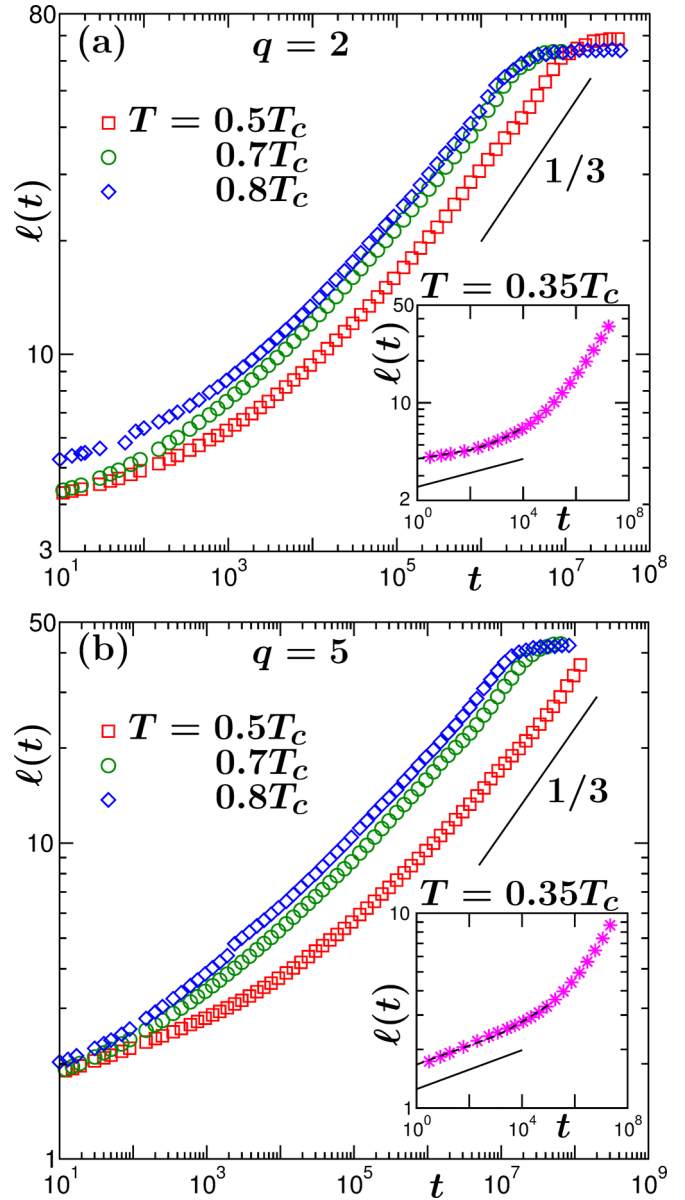 80
(a)
q = 2
T = 0.5T_c
0.7T_c
0.8T_c
ℓ(t)
1/3
10
3
10^1
10^3
10^5
10^7
10^8
t
T = 0.35T_c
50
ℓ(t)
10
2
10^0
10^4
10^8
t
50
(b)
q = 5
T = 0.5T_c
0.7T_c
0.8T_c
ℓ(t)
1/3
10
1
10^1
10^3
10^5
10^7
10^9
t
T = 0.35T_c
10
ℓ(t)
1
10^0
10^4
10^8
t